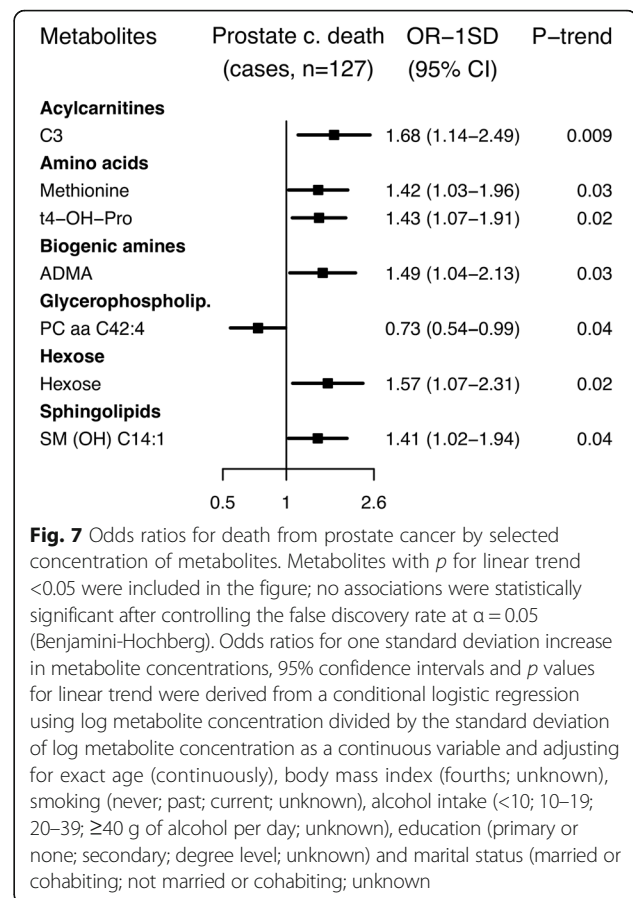 Metabolites Prostate c. death OR−1SD P−trend
(cases, n=127) (95% CI)
Acylcarnitines
C3 1.68 (1.14−2.49) 0.009
Amino acids
Methionine 1.42 (1.03−1.96) 0.03
t4−OH−Pro 1.43 (1.07−1.91) 0.02
Biogenic amines
ADMA 1.49 (1.04−2.13) 0.03
Glycerophospholip.
PC aa C42:4 0.73 (0.54−0.99) 0.04
Hexose
Hexose 1.57 (1.07−2.31) 0.02
Sphingolipids
SM (OH) C14:1 1.41 (1.02−1.94) 0.04
0.5 1 2.6
Fig. 7 Odds ratios for death from prostate cancer by selected
concentration of metabolites. Metabolites with p for linear trend
<0.05 were included in the figure; no associations were statistically
significant after controlling the false discovery rate at α = 0.05
(Benjamini-Hochberg). Odds ratios for one standard deviation increase
in metabolite concentrations, 95% confidence intervals and p values
for linear trend were derived from a conditional logistic regression
using log metabolite concentration divided by the standard deviation
of log metabolite concentration as a continuous variable and adjusting
for exact age (continuously), body mass index (fourths; unknown),
smoking (never; past; current; unknown), alcohol intake (<10; 10–19;
20–39; ≥40 g of alcohol per day; unknown), education (primary or
none; secondary; degree level; unknown) and marital status (married or
cohabiting; not married or cohabiting; unknown